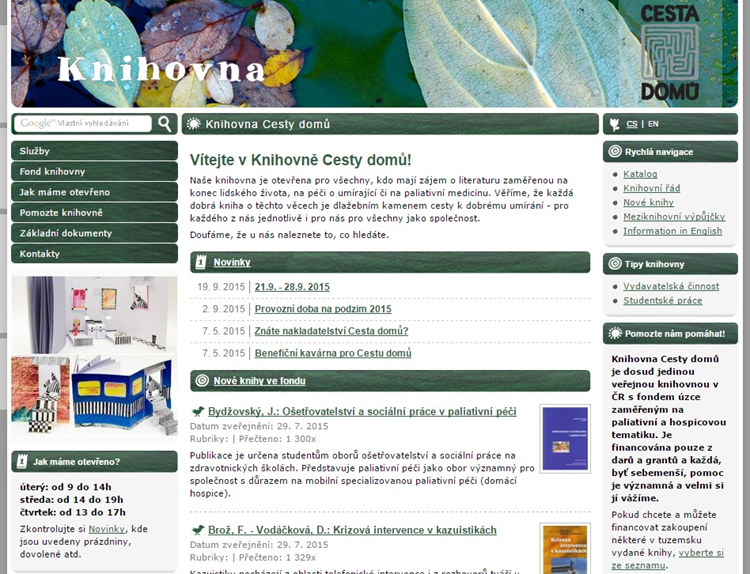 Knihovna
CESTA
DOMŮ
Google™ Vlastní vyhledávání
Služby
Fond knihovny
Jak máme otevřeno
Pomozte knihovně
Základní dokumenty
Kontakty
Jak máme otevřeno?
úterý: od 9 do 14h
středa: od 14 do 19h
čtvrtek: od 13 do 17h
Zkontrolujte si Novinky, kde
jsou uvedeny prázdniny,
dovolené atd.
Knihovna Cesty domů
Vítejte v Knihovně Cesty domů!
Naše knihovna je otevřena pro všechny, kdo mají zájem o literaturu zaměřenou na
konec lidského života, na péči o umírající či na paliativní medicínu. Věříme, že každá
dobrá kniha o těchto věcech je dlažebním kamenem cesty k dobrému umírání - pro
každého z nás jednotlivě i pro nás pro všechny jako společnost.
Doufáme, že u nás naleznete to, co hledáte.
1 Novinky
19. 9. 2015 21.9. - 28.9. 2015
2. 9. 2015 Provozní doba na podzim 2015
7. 5. 2015 Znáte nakladatelství Cesta domů?
7. 5. 2015 Benefiční kavárna pro Cestu domů
Nové knihy ve fondu
Bydžovský, J.: Ošetřovatelství a sociální práce v paliativní péči
Datum zveřejnění: 29. 7. 2015
Rubriky: | Přečteno: 1 300x
Publikace je určena studentům oborů ošetřovatelství a sociální práce na
zdravotnických školách. Představuje paliativní péči jako obor významný pro
společnost s důrazem na mobilní specializovanou paliativní péči (domácí
hospice).
Brož, F. - Vodáčková, D.: Krizová intervence v kazuistikách
Datum zveřejnění: 29. 7. 2015
Rubriky: | Přečteno: 1 329x
Kazuistiky pocházejí z oblasti telefonické intervence i z rozhovorů tváří v
Krizová
intervence
v kazuistikách
CS | EN
Rychlá navigace
Katalog
Knihovní řád
Nové knihy
Meziknihovní výpůjčky
Information in English
Tipy knihovny
Vydavatelská činnost
Studentské práce
Pomozte nám pomáhat!
Knihovna Cesty domů
je dosud jedinou
veřejnou knihovnou v
ČR s fondem úzce
zaměřeným na
paliativní a hospicovou
tematiku. Je
financována pouze z
darů a grantů a každá,
byť sebemenší, pomoc
je významná a velmi si
jí vážíme.
Pokud chcete a můžete
financovat zakoupení
některé v tuzemsku
vydané knihy, vyberte si
ze seznamu.